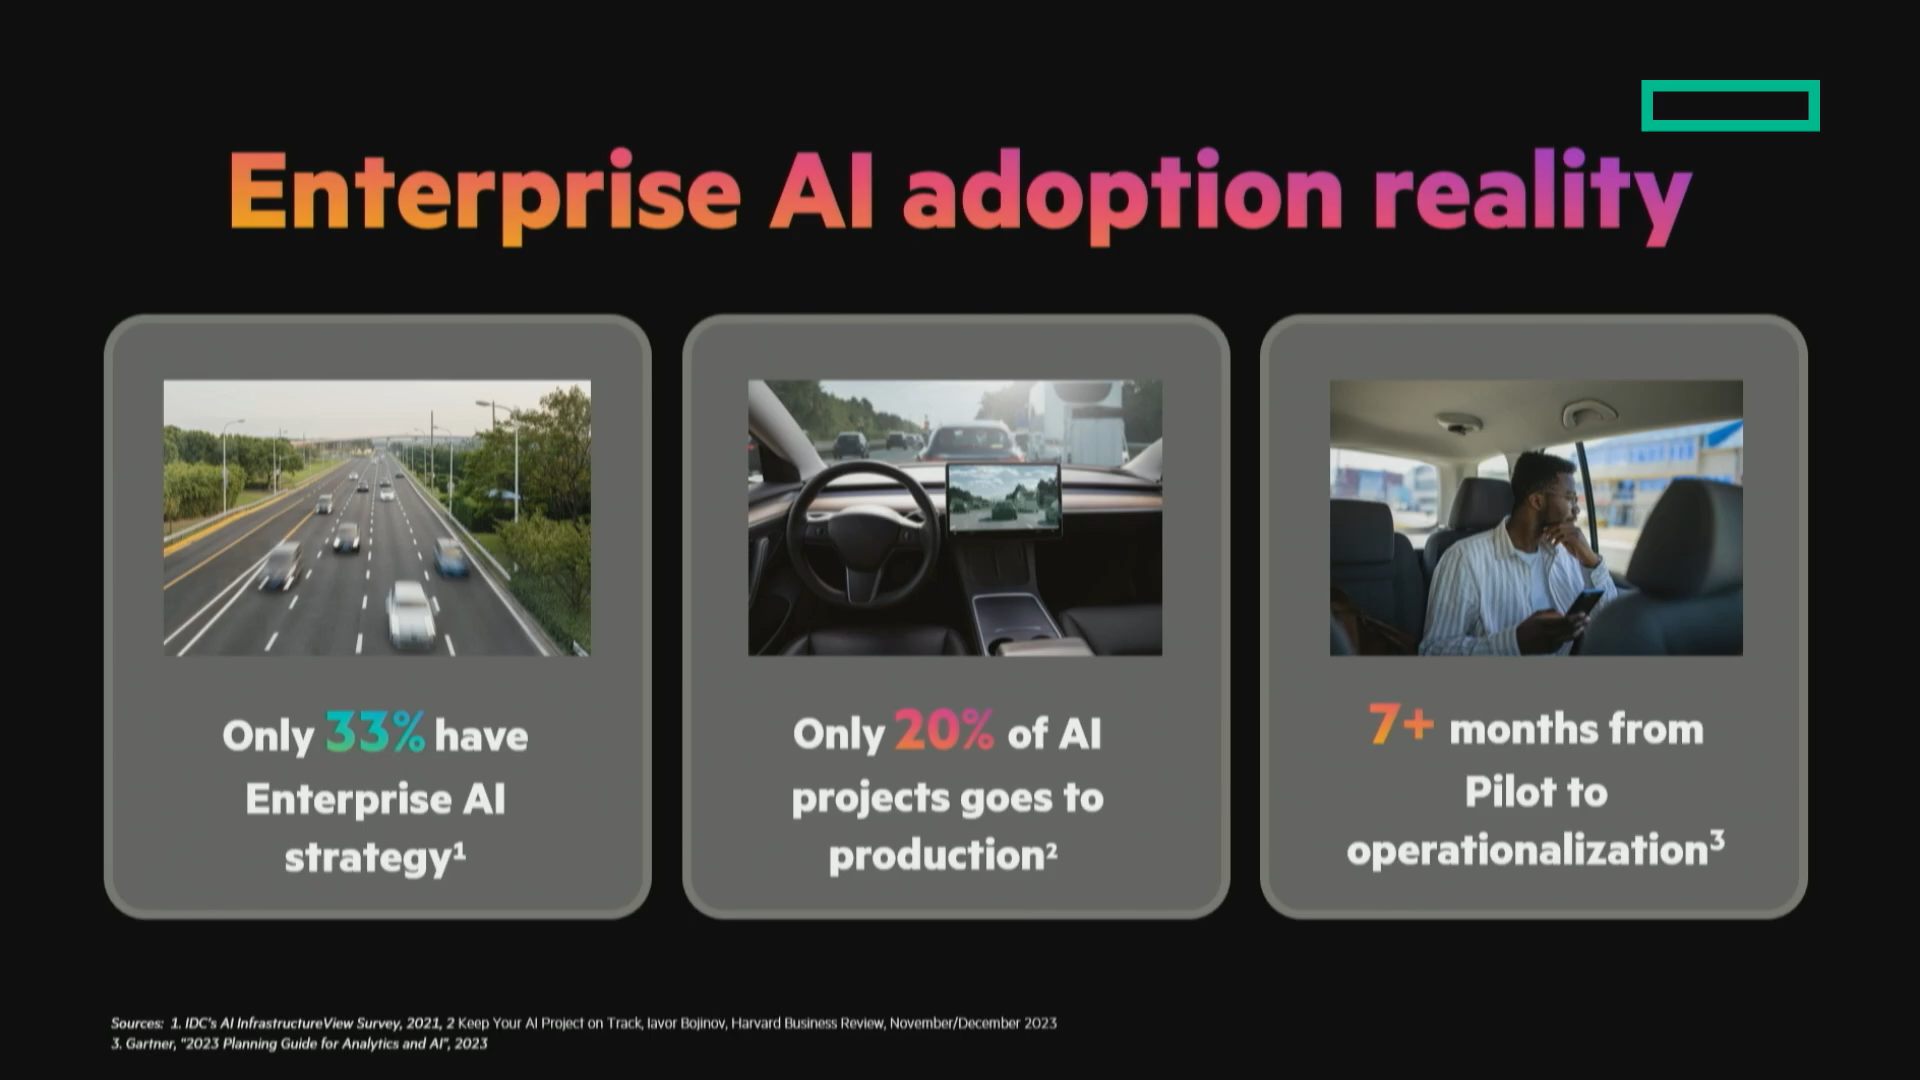 Enterprise AI adoption reality
Only 33% have
Enterprise AI
strategy¹
Only 20% of AI
projects goes to
production²
7+ months from
Pilot to
operationalization³
Sources: 1. IDC's AI InfrastructureView Survey, 2021, 2 Keep Your AI Project on Track, Iavor Bojinov, Harvard Business Review, November/December 2023
3. Gartner, "2023 Planning Guide for Analytics and AI", 2023